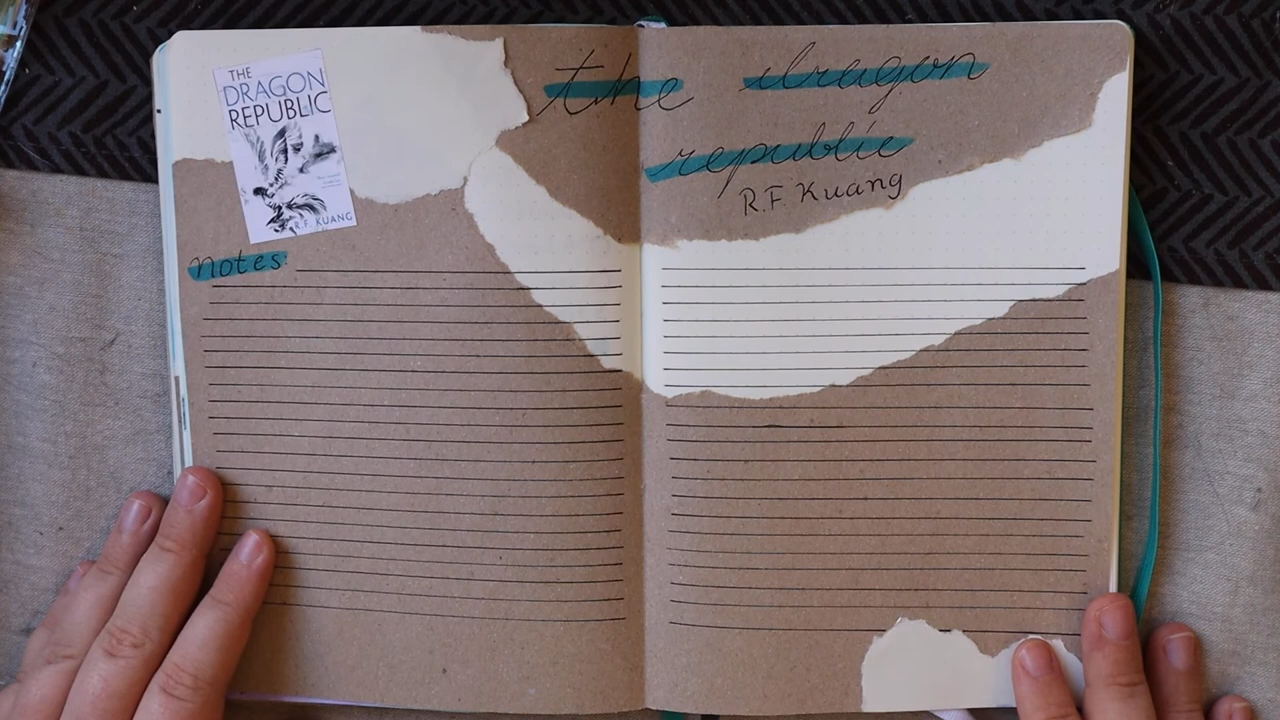 THE
DRAGON
REPUBLIC
R.F. KUANG
the dragon
republic
R.F. Kuang
notes: